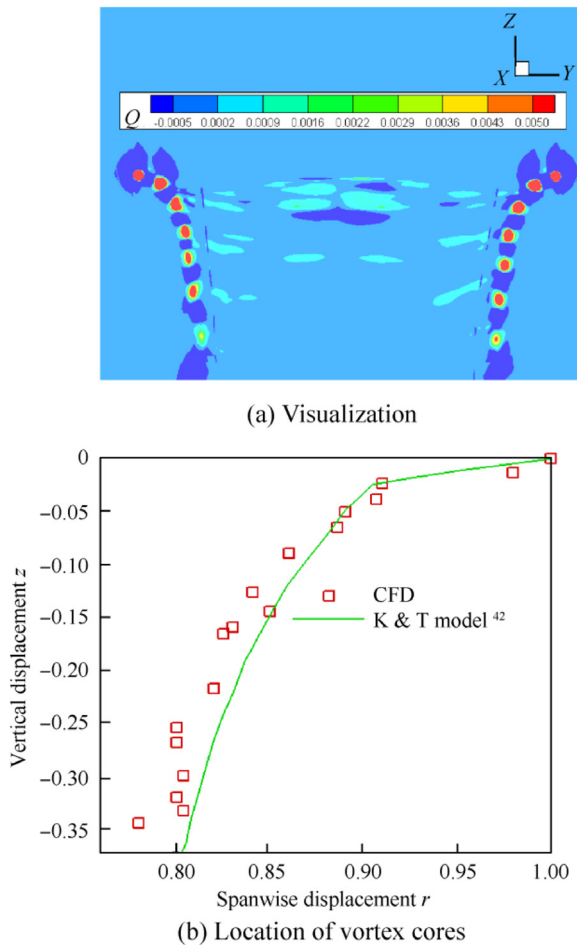 Z
X
Y
Q
-0.0005 0.0002 0.0009 0.0016 0.0022 0.0029 0.0036 0.0043 0.0050
(a) Visualization
0
−0.05
−0.10
−0.15
−0.20
−0.25
−0.30
−0.35
Vertical displacement z
CFD
K & T model 42
0.80 0.85 0.90 0.95 1.00
Spanwise displacement r
(b) Location of vortex cores